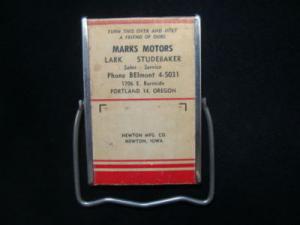 TURN THIS OVER AND MEET
A FRIEND OF OURS
MARKS MOTORS
LARK STUDEBAKER
Sales - Service
Phone BElmont 4-5031
1706 E. Burnside
PORTLAND 14, OREGON
NEWTON MFG. CO.
NEWTON, IOWA